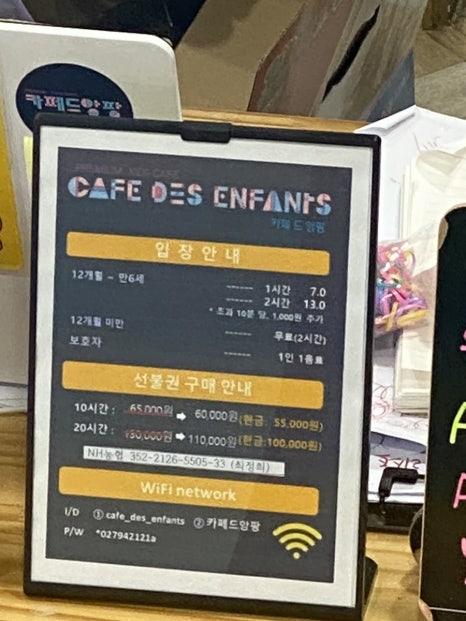 카페드앙팡
PREMIUM KIDS CAFE
CAFE DES ENFANTS
카페 드 앙팡
입 장 안 내
12개월 ~ 만6세
------ 1시간 7.0
------ 2시간 13.0
* 초과 10분 당, 1,000원 추가
12개월 미만 ------ 무료(2시간)
보호자 ------ 1인 1음료
선불권 구매 안내
10시간 : 65,000원 ➡ 60,000원(현금: 55,000원)
20시간 : 130,000원 ➡ 110,000원(현금:100,000원)
NH농협 352-2126-5505-33 (최정희)
WiFi network
I/D ① cafe_des_enfants ② 카페드앙팡
P/W *027942121a